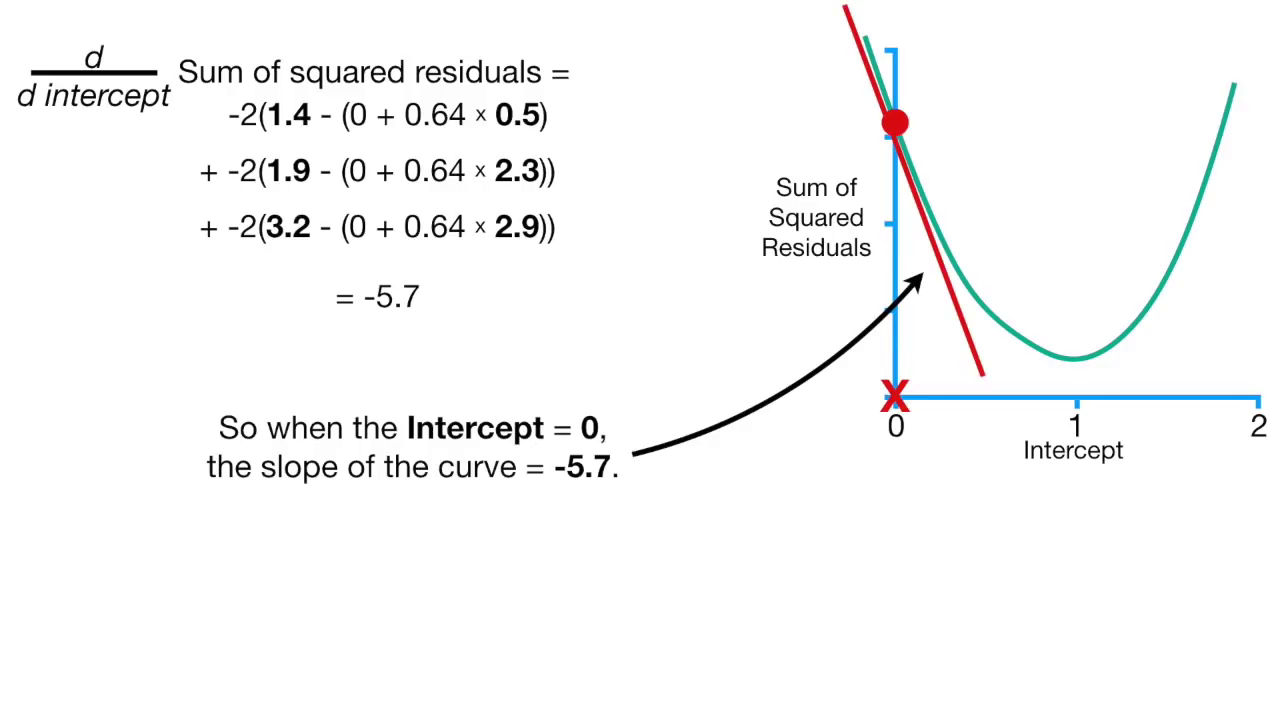 d
d intercept
Sum of squared residuals =
-2(1.4 - (0 + 0.64 x 0.5)
+ -2(1.9 - (0 + 0.64 x 2.3))
+ -2(3.2 - (0 + 0.64 x 2.9))
= -5.7
So when the Intercept = 0,
the slope of the curve = -5.7.
Sum of
Squared
Residuals
X
0 1 2
Intercept